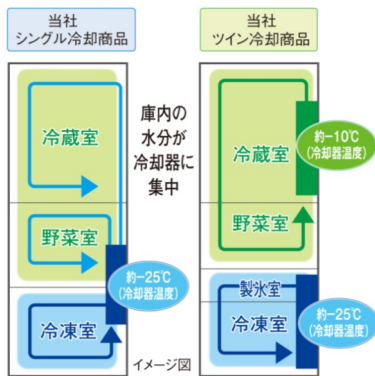 当社
シングル冷却商品
当社
ツイン冷却商品
冷蔵室
野菜室
冷凍室
約-25℃
(冷却器温度)
庫内の
水分が
冷却器に
集中
イメージ図
冷蔵室
野菜室
製氷室
冷凍室
約-10℃
(冷却器温度)
約-25℃
(冷却器温度)